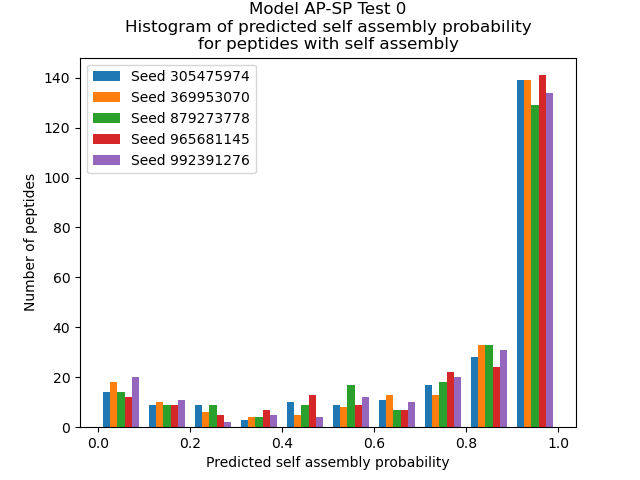 Model AP-SP Test 0
Histogram of predicted self assembly probability
for peptides with self assembly
Seed 305475974
Seed 369953070
Seed 879273778
Seed 965681145
Seed 992391276
Number of peptides
140
120
100
80
60
40
20
0
0.0 0.2 0.4 0.6 0.8 1.0
Predicted self assembly probability